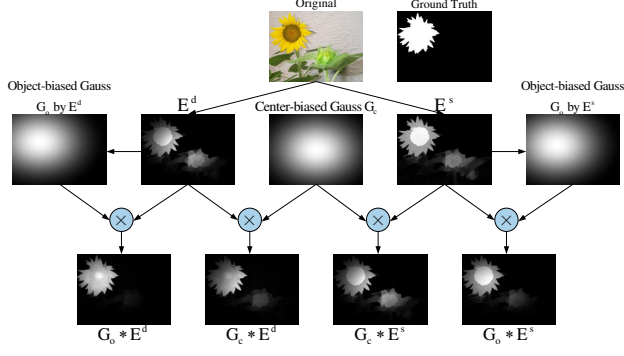 Original
Ground Truth
Object-biased Gauss
G_o by E^d
E^d
Center-biased Gauss G_c
E^s
Object-biased Gauss
G_o by E^s
×
×
×
×
G_o * E^d
G_c * E^d
G_c * E^s
G_o * E^s